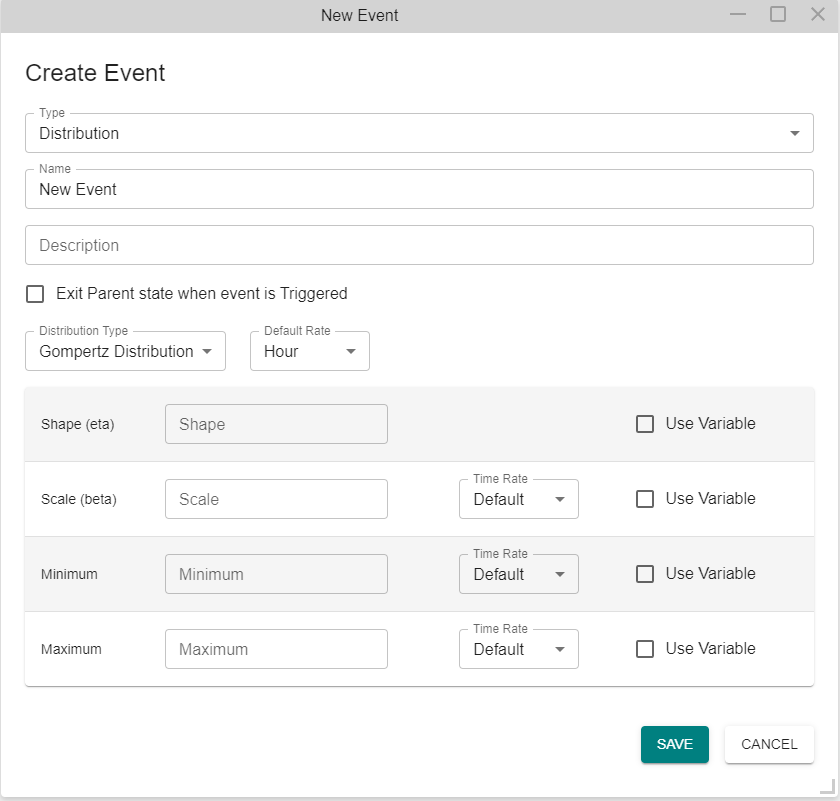 New Event
Create Event
Type
Distribution
Name
New Event
Description
Exit Parent state when event is Triggered
Distribution Type
Default Rate
Gompertz Distribution
Hour
Shape (eta)
Shape
Use Variable
Time Rate
Scale (beta)
Scale
Default
Use Variable
Time Rate
Minimum
Minimum
Default
Use Variable
Time Rate
Maximum
Maximum
Default
Use Variable
SAVE
CANCEL